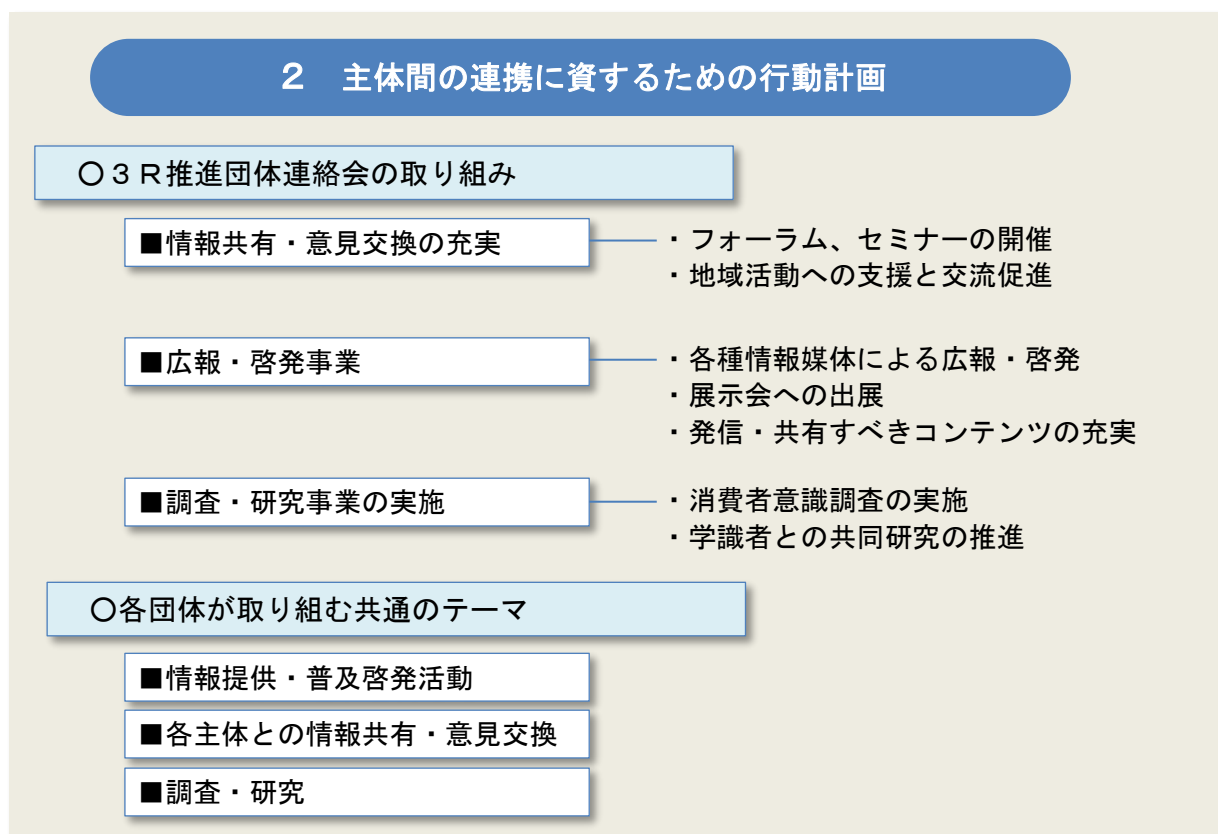 ２　主体間の連携に資するための行動計画
〇３Ｒ推進団体連絡会の取り組み
■情報共有・意見交換の充実
・フォーラム、セミナーの開催
・地域活動への支援と交流促進
■広報・啓発事業
・各種情報媒体による広報・啓発
・展示会への出展
・発信・共有すべきコンテンツの充実
■調査・研究事業の実施
・消費者意識調査の実施
・学識者との共同研究の推進
〇各団体が取り組む共通のテーマ
■情報提供・普及啓発活動
■各主体との情報共有・意見交換
■調査・研究